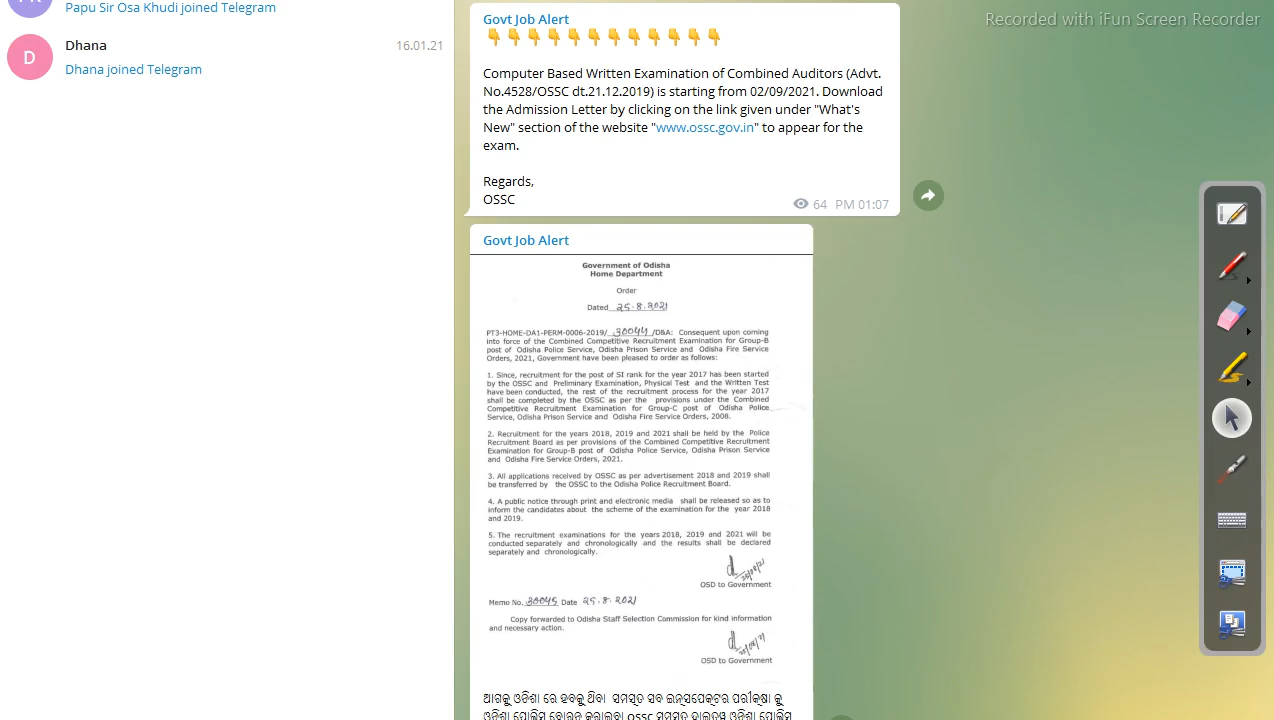 Papu Sir Osa Khudi joined Telegram
Dhana
16.01.21
D
Dhana joined Telegram
Recorded with iFun Screen Recorder
Govt Job Alert
👇👇👇👇👇👇👇👇👇👇👇👇
Computer Based Written Examination of Combined Auditors (Advt.
No.4528/OSSC dt.21.12.2019) is starting from 02/09/2021. Download
the Admission Letter by clicking on the link given under "What's
New" section of the website "www.ossc.gov.in" to appear for the
exam.
Regards,
OSSC
64 PM 01:07
Govt Job Alert
Government of Odisha
Home Department
Order
Dated 25.8.2021
PT3-HOME-DA1-PERM-0006-2019/ 30044 /D&A: Consequent upon coming
into force of the Combined Competitive Recruitment Examination for Group-B
post of Odisha Police Service, Odisha Prison Service and Odisha Fire Service
Orders, 2021, Government have been pleased to order as follows:
1. Since, recruitment for the post of SI rank for the year 2017 has been started
by the OSSC and Preliminary Examination, Physical Test and the Written Test
have been conducted, the rest of the recruitment process for the year 2017
shall be completed by the OSSC as per the provisions under the Combined
Competitive Recruitment Examination for Group-C post of Odisha Police
Service, Odisha Prison Service and Odisha Fire Service Orders, 2008.
2. Recruitment for the years 2018, 2019 and 2021 shall be held by the Police
Recruitment Board as per provisions of the Combined Competitive Recruitment
Examination for Group-B post of Odisha Police Service, Odisha Prison Service
and Odisha Fire Service Orders, 2021.
3. All applications received by OSSC as per advertisement 2018 and 2019 shall
be transferred by the OSSC to the Odisha Police Recruitment Board.
4. A public notice through print and electronic media shall be released so as to
inform the candidates about the scheme of the examination for the year 2018
and 2019.
5. The recruitment examinations for the years 2018, 2019 and 2021 will be
conducted separately and chronologically and the results shall be declared
separately and chronologically.
OSD to Government
Memo No. 30045 Date 25.8.2021
Copy forwarded to Odisha Staff Selection Commission for kind information
and necessary action.
OSD to Government
ଆଗକୁ ଓଡିଶା ରେ ହବକୁ ଥିବା ସମସ୍ତ ସବ ଇନ୍ସପେକ୍ଟର ପରୀକ୍ଷା କୁ
ଓଡିଶା ପୋଲିସ ବୋର୍ଡ କରାଇବା ossc ସମସ୍ତ